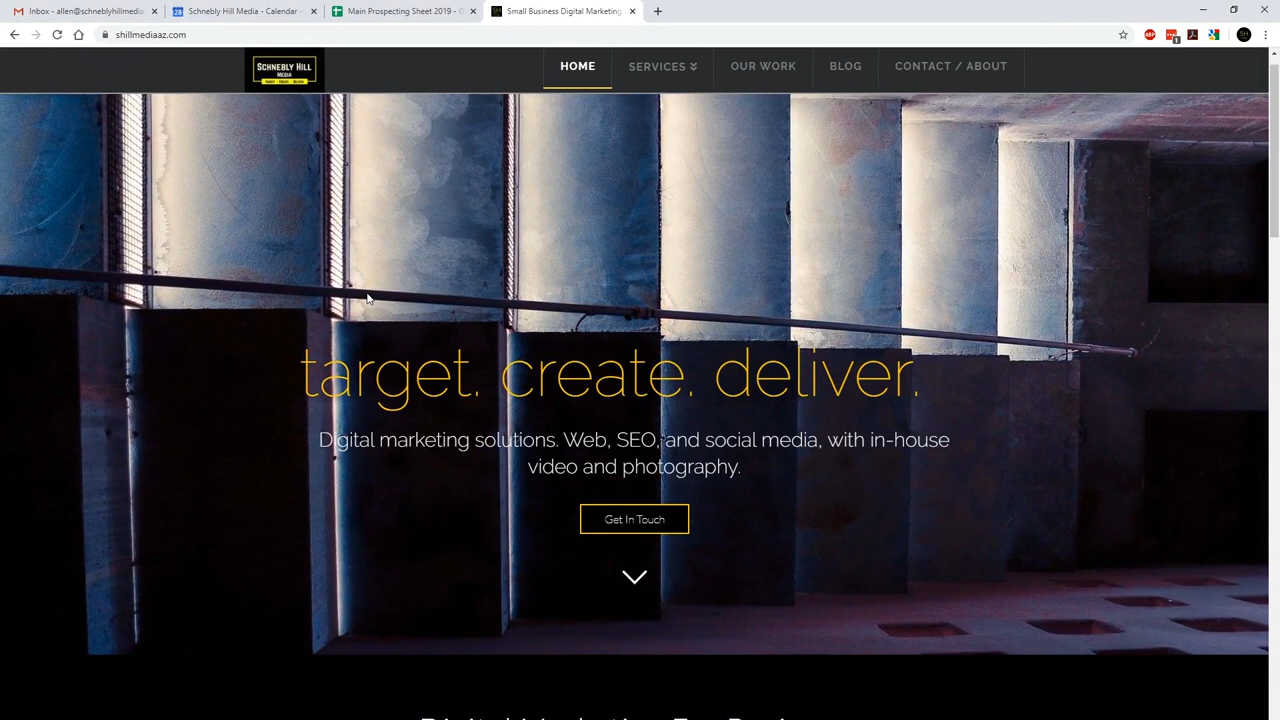 Inbox - allen@schneblyhillmedia.
Schnebly Hill Media - Calendar -
Main Prospecting Sheet 2019 -
Small Business Digital Marketing
shillmediaaz.com
SCHNEBLY HILL
MEDIA
HOME
SERVICES
OUR WORK
BLOG
CONTACT / ABOUT
target. create. deliver.
Digital marketing solutions. Web, SEO, and social media, with in-house
video and photography.
Get In Touch